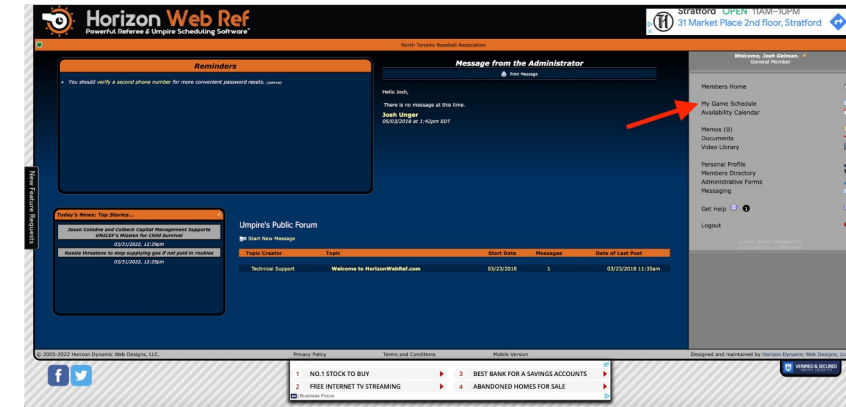 Horizon Web Ref
Powerful Referee & Umpire Scheduling Software
Stratford OPEN 11AM–10PM
31 Market Place 2nd floor, Stratford
North Toronto Baseball Association
Reminders
You should verify a second phone number for more convenient password resets. (opt out)
Message from the Administrator
Print Message
Hello Josh,
There is no message at this time.
Josh Unger
05/03/2018 at 1:42pm EDT
Welcome, Josh Gelman.
General Member
Members Home
My Game Schedule
Availability Calendar
Memos (0)
Documents
Video Library
Personal Profile
Members Directory
Administrative Forms
Messaging
Get Help
Logout
New Feature Requests
Today's News: Top Stories...
Jason Colodne and Colbeck Capital Management Supports
UNICEF's Mission for Child Survival
03/31/2022, 12:29pm
Russia threatens to stop supplying gas if not paid in roubles
03/31/2022, 12:25pm
Umpire's Public Forum
Start New Message
Topic Creator Topic Start Date Messages Date of Last Post
Technical Support Welcome to HorizonWebRef.com 03/23/2018 1 03/23/2018 11:35am
© 2005-2022 Horizon Dynamic Web Designs, LLC. Privacy Policy Terms and Conditions Mobile Version Designed and maintained by Horizon Dynamic Web Designs, LL
1 NO.1 STOCK TO BUY
2 FREE INTERNET TV STREAMING
3 BEST BANK FOR A SAVINGS ACCOUNTS
4 ABANDONED HOMES FOR SALE
Ad Business Focus
VERIFIED & SECURED